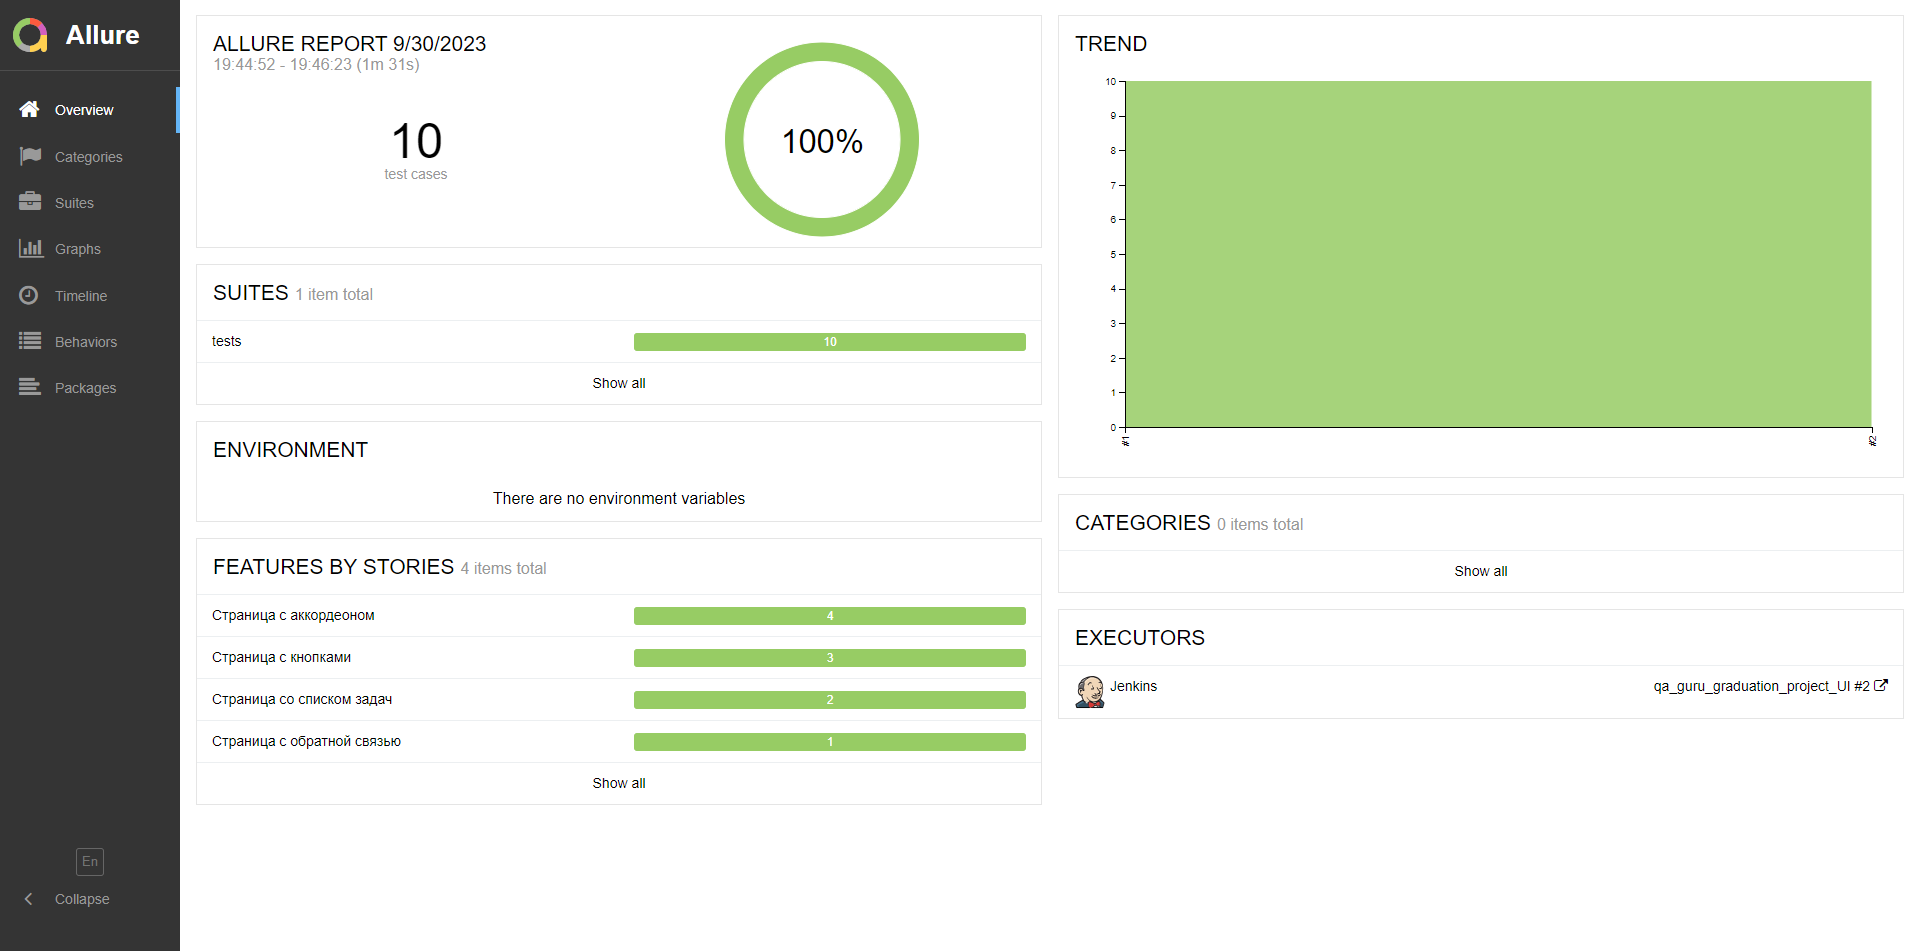 Allure
Overview
Categories
Suites
Graphs
Timeline
Behaviors
Packages
En
Collapse
ALLURE REPORT 9/30/2023
19:44:52 - 19:46:23 (1m 31s)
10
test cases
100%
SUITES 1 item total
tests 10
Show all
ENVIRONMENT
There are no environment variables
FEATURES BY STORIES 4 items total
Страница с аккордеоном 4
Страница с кнопками 3
Страница со списком задач 2
Страница с обратной связью 1
Show all
TREND
10
9
8
7
6
5
4
3
2
1
0
#1 #2
CATEGORIES 0 items total
Show all
EXECUTORS
Jenkins qa_guru_graduation_project_UI #2